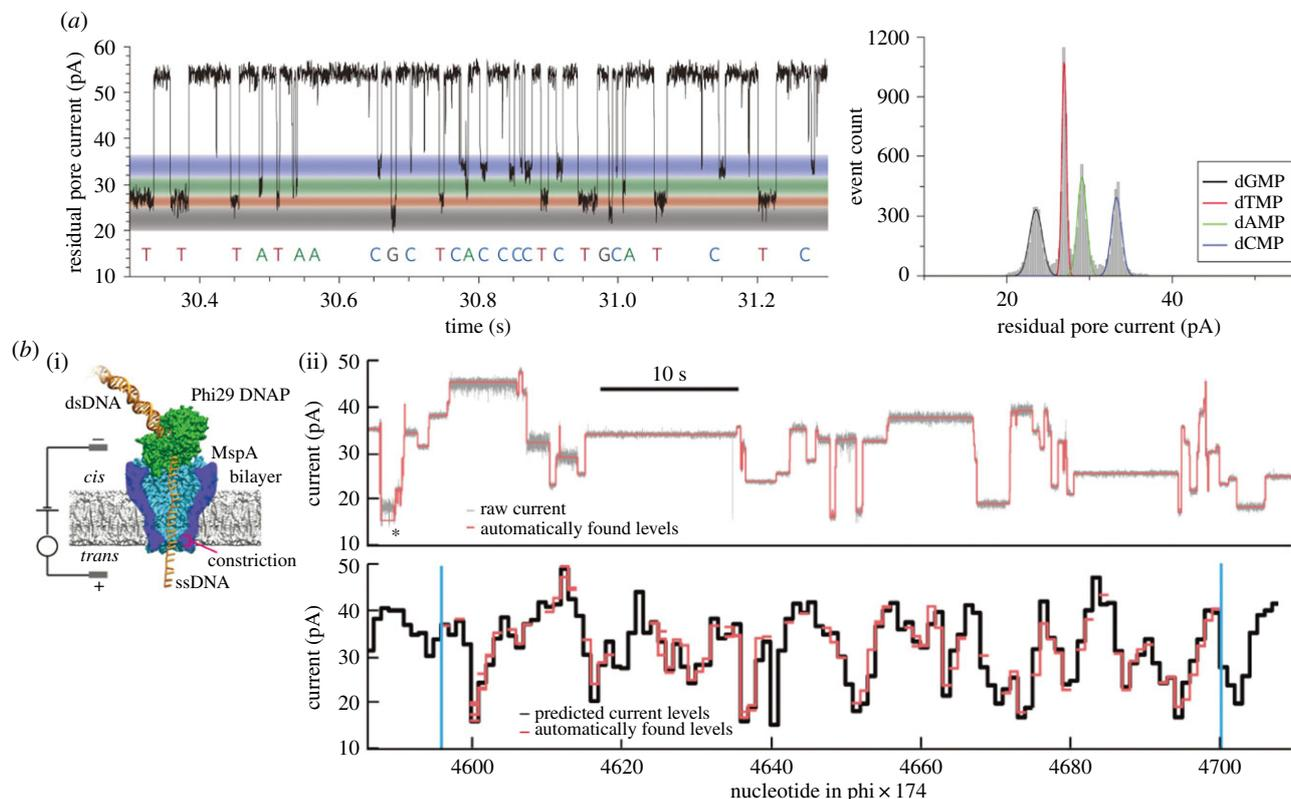 (a)
residual pore current (pA)
60
50
40
30
20
10
T T T A T A A C G C T C A C C C C T C T G C A T C T C
30.4 30.6 30.8 31.0 31.2
time (s)
event count
1200
900
600
300
0
dGMP
dTMP
dAMP
dCMP
20 40
residual pore current (pA)
(b)
(i)
dsDNA
Phi29 DNAP
–
MspA
cis
bilayer
trans
constriction
+
ssDNA
(ii)
current (pA)
50
40
30
20
10
10 s
raw current
automatically found levels
*
current (pA)
50
40
30
20
10
predicted current levels
automatically found levels
4600 4620 4640 4660 4680 4700
nucleotide in phi × 174